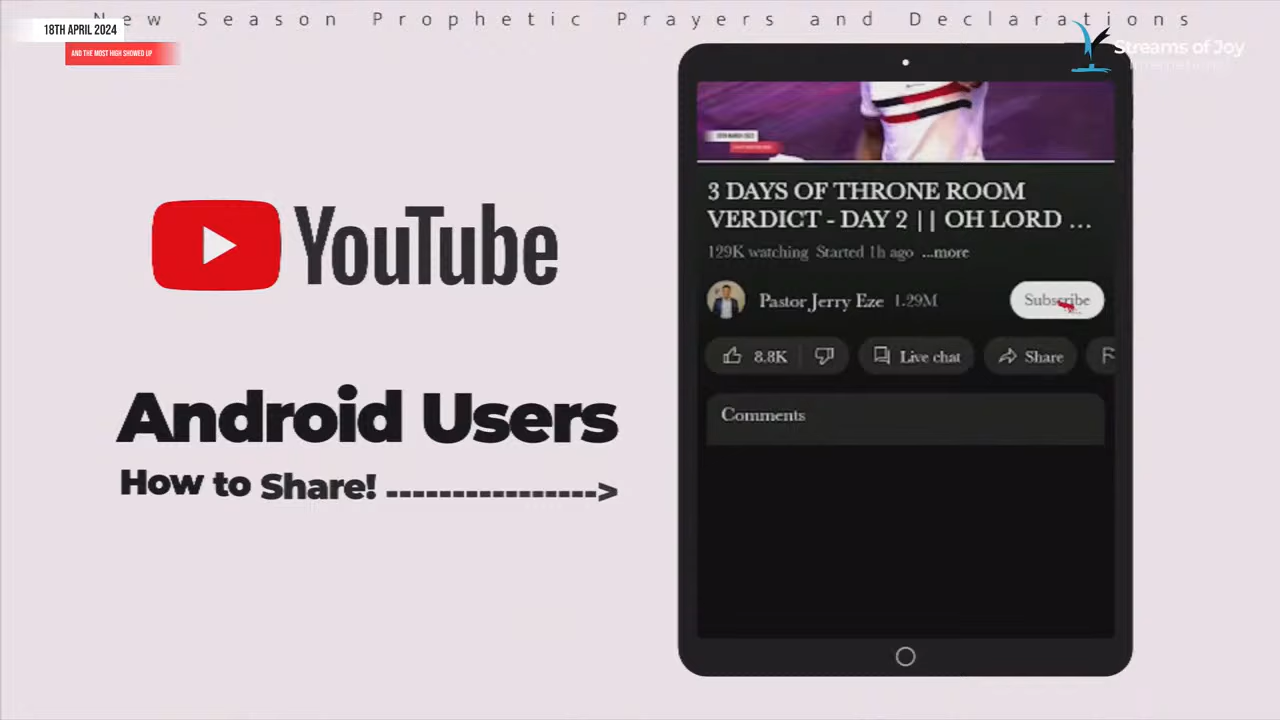 New Season Prophetic Prayers and Declarations
18TH APRIL 2024
AND THE MOST HIGH SHOWED UP
Streams of Joy
International
YouTube
Android Users
How to Share! ---------------->
3 DAYS OF THRONE ROOM
VERDICT - DAY 2 || OH LORD ...
129K watching Started 1h ago ...more
Pastor Jerry Eze 1.29M
Subscribe
8.8K
Live chat
Share
Comments